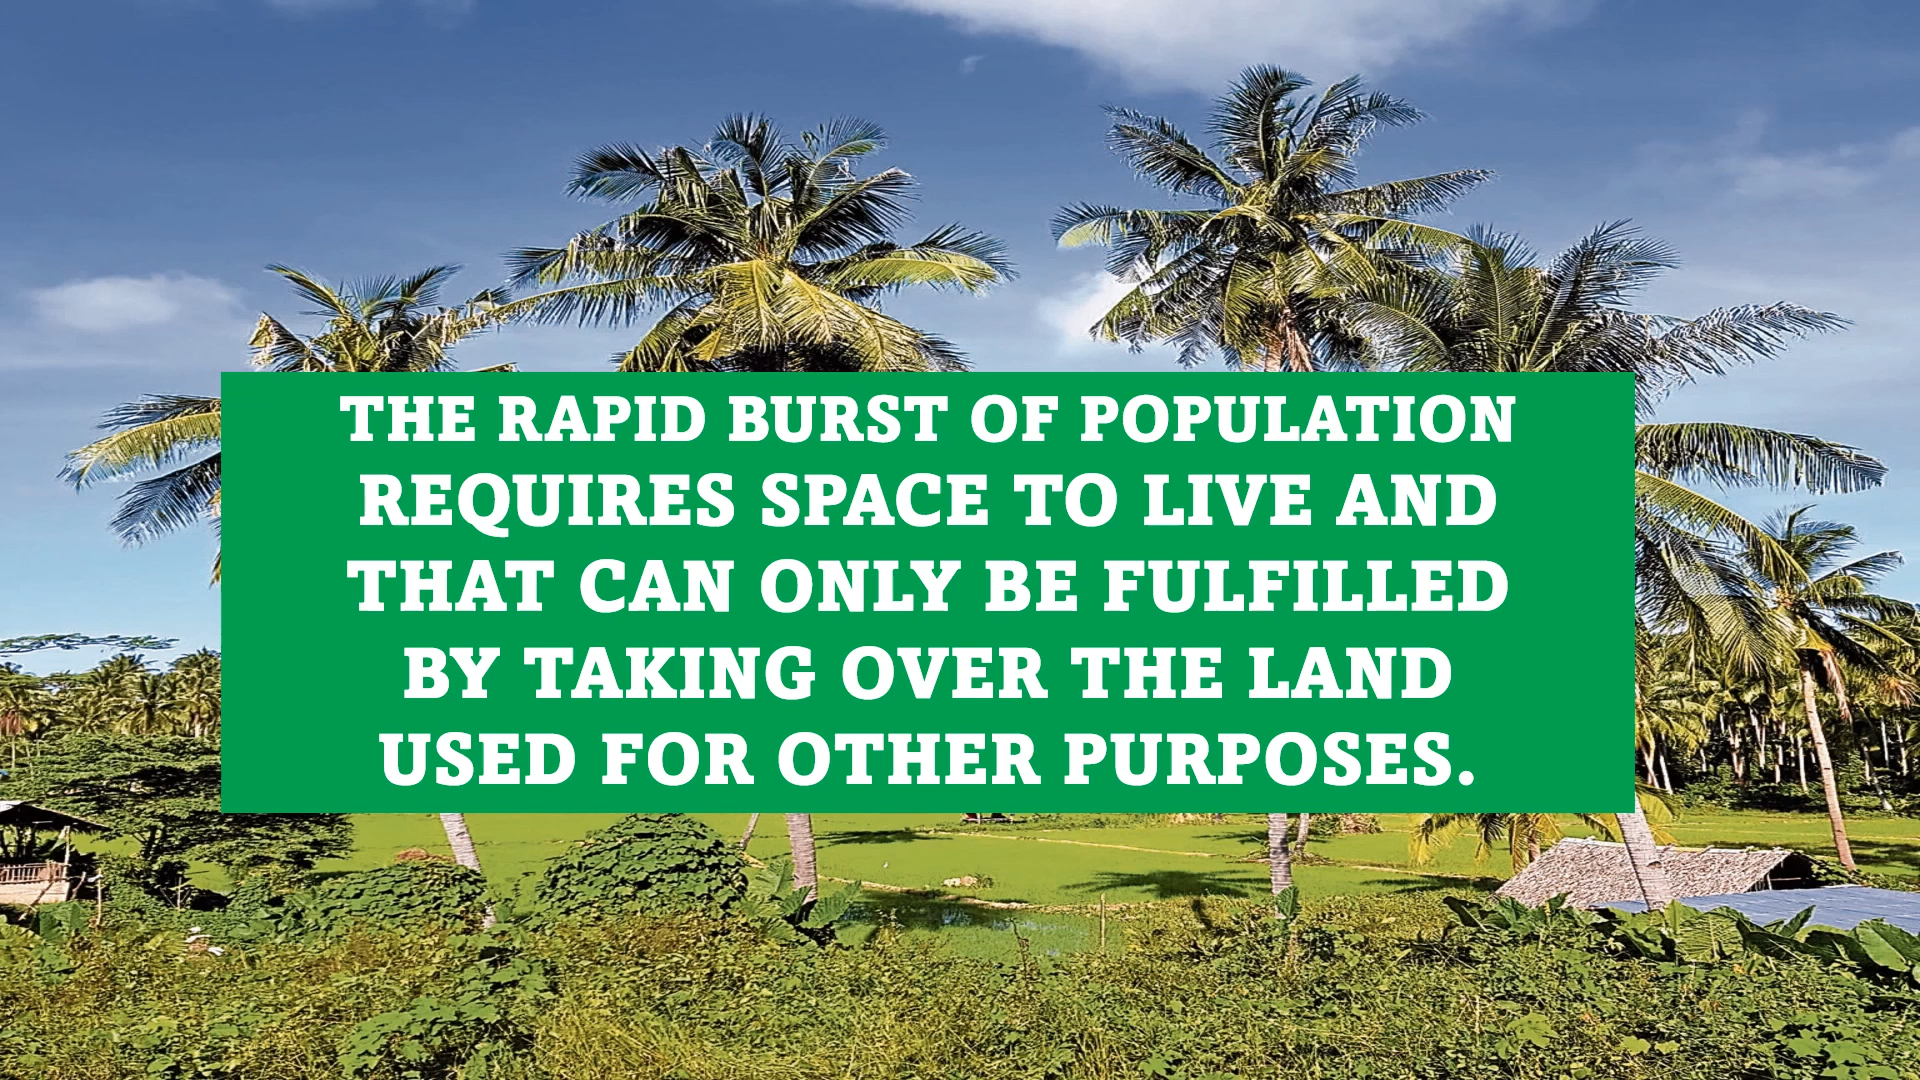 THE RAPID BURST OF POPULATION
REQUIRES SPACE TO LIVE AND
THAT CAN ONLY BE FULFILLED
BY TAKING OVER THE LAND
USED FOR OTHER PURPOSES.